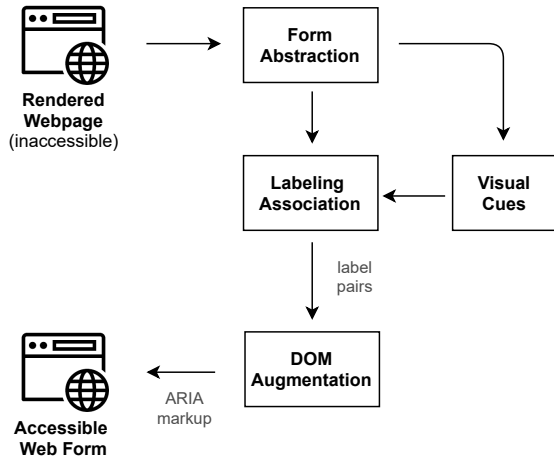 Rendered
Webpage
(inaccessible)
Form
Abstraction
Labeling
Association
Visual
Cues
label
pairs
DOM
Augmentation
ARIA
markup
Accessible
Web Form